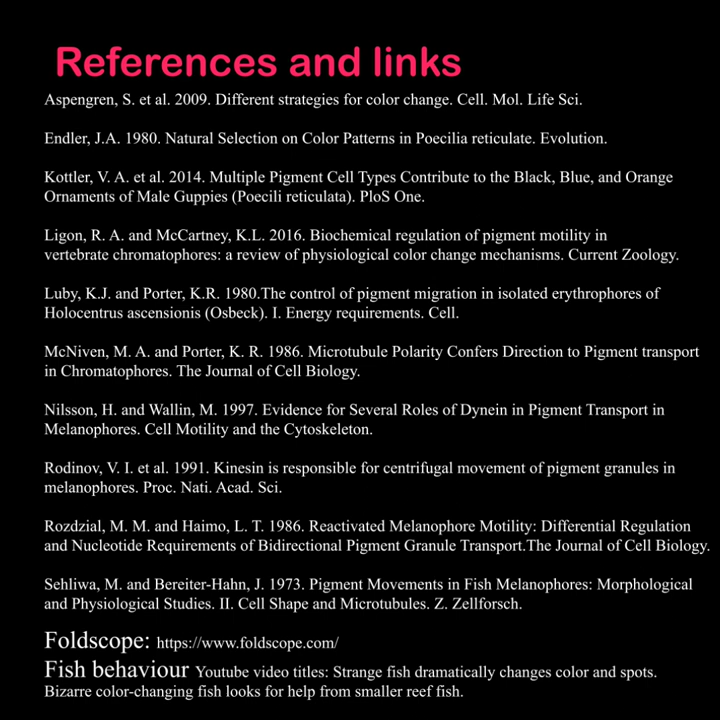 References and links
Aspengren, S. et al. 2009. Different strategies for color change. Cell. Mol. Life Sci.
Endler, J.A. 1980. Natural Selection on Color Patterns in Poecilia reticulate. Evolution.
Kottler, V. A. et al. 2014. Multiple Pigment Cell Types Contribute to the Black, Blue, and Orange
Ornaments of Male Guppies (Poecili reticulata). PloS One.
Ligon, R. A. and McCartney, K.L. 2016. Biochemical regulation of pigment motility in
vertebrate chromatophores: a review of physiological color change mechanisms. Current Zoology.
Luby, K.J. and Porter, K.R. 1980.The control of pigment migration in isolated erythrophores of
Holocentrus ascensionis (Osbeck). I. Energy requirements. Cell.
McNiven, M. A. and Porter, K. R. 1986. Microtubule Polarity Confers Direction to Pigment transport
in Chromatophores. The Journal of Cell Biology.
Nilsson, H. and Wallin, M. 1997. Evidence for Several Roles of Dynein in Pigment Transport in
Melanophores. Cell Motility and the Cytoskeleton.
Rodinov, V. I. et al. 1991. Kinesin is responsible for centrifugal movement of pigment granules in
melanophores. Proc. Nati. Acad. Sci.
Rozdzial, M. M. and Haimo, L. T. 1986. Reactivated Melanophore Motility: Differential Regulation
and Nucleotide Requirements of Bidirectional Pigment Granule Transport.The Journal of Cell Biology.
Sehliwa, M. and Bereiter-Hahn, J. 1973. Pigment Movements in Fish Melanophores: Morphological
and Physiological Studies. II. Cell Shape and Microtubules. Z. Zellforsch.
Foldscope: https://www.foldscope.com/
Fish behaviour Youtube video titles: Strange fish dramatically changes color and spots.
Bizarre color-changing fish looks for help from smaller reef fish.